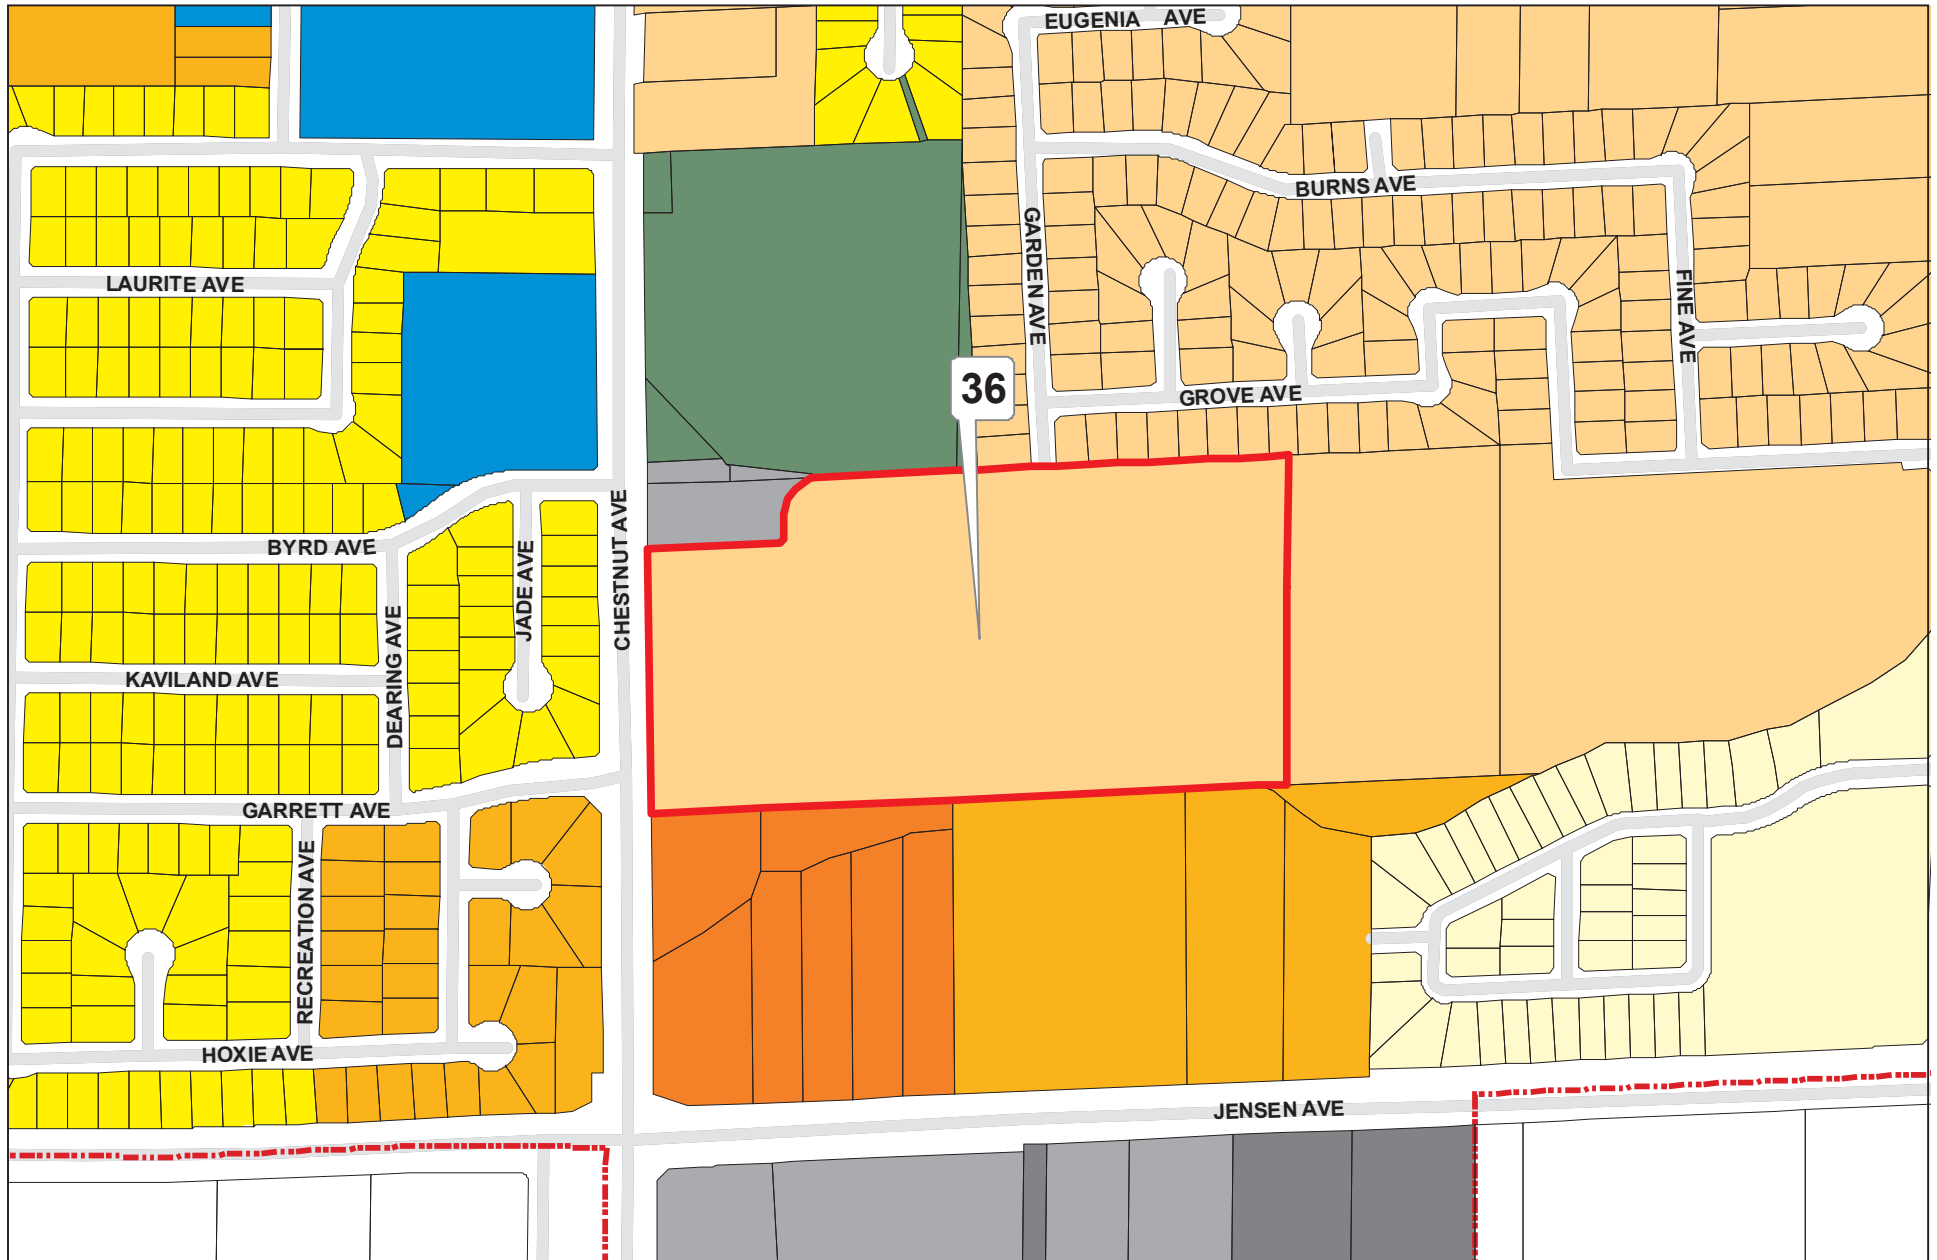 EUGENIA AVE
BURNS AVE
GARDEN AVE
LAURITE AVE
FINE AVE
36
GROVE AVE
CHESTNUT AVE
BYRD AVE
JADE AVE
DEARING AVE
KAVILAND AVE
GARRETT AVE
RECREATION AVE
HOXIE AVE
JENSEN AVE